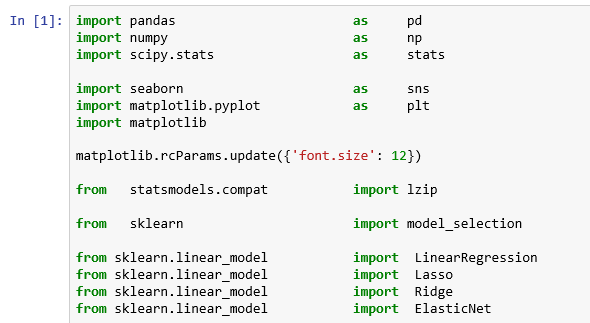 In [1]: import pandas as pd
import numpy as np
import scipy.stats as stats
import seaborn as sns
import matplotlib.pyplot as plt
import matplotlib
matplotlib.rcParams.update({'font.size': 12})
from statsmodels.compat import lzip
from sklearn import model_selection
from sklearn.linear_model import LinearRegression
from sklearn.linear_model import Lasso
from sklearn.linear_model import Ridge
from sklearn.linear_model import ElasticNet